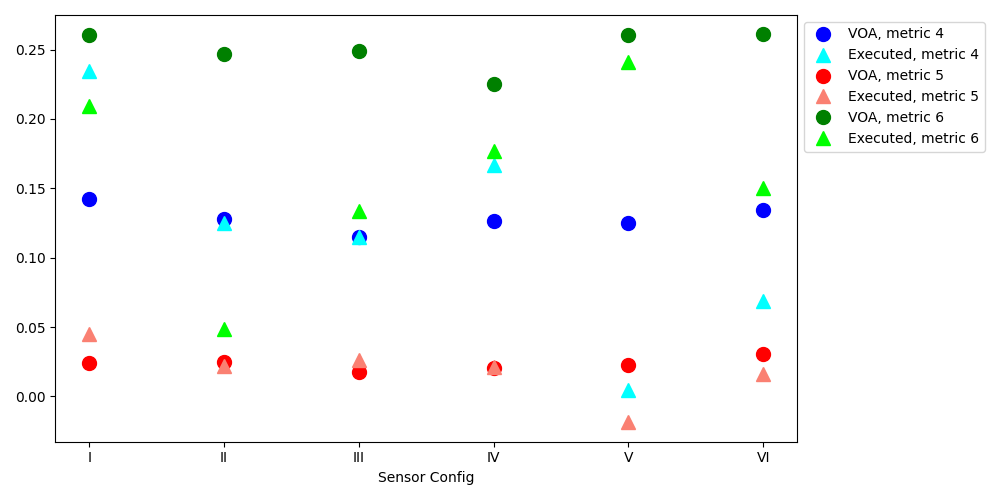 0.25
0.20
0.15
0.10
0.05
0.00
I II III IV V VI
Sensor Config
VOA, metric 4
Executed, metric 4
VOA, metric 5
Executed, metric 5
VOA, metric 6
Executed, metric 6